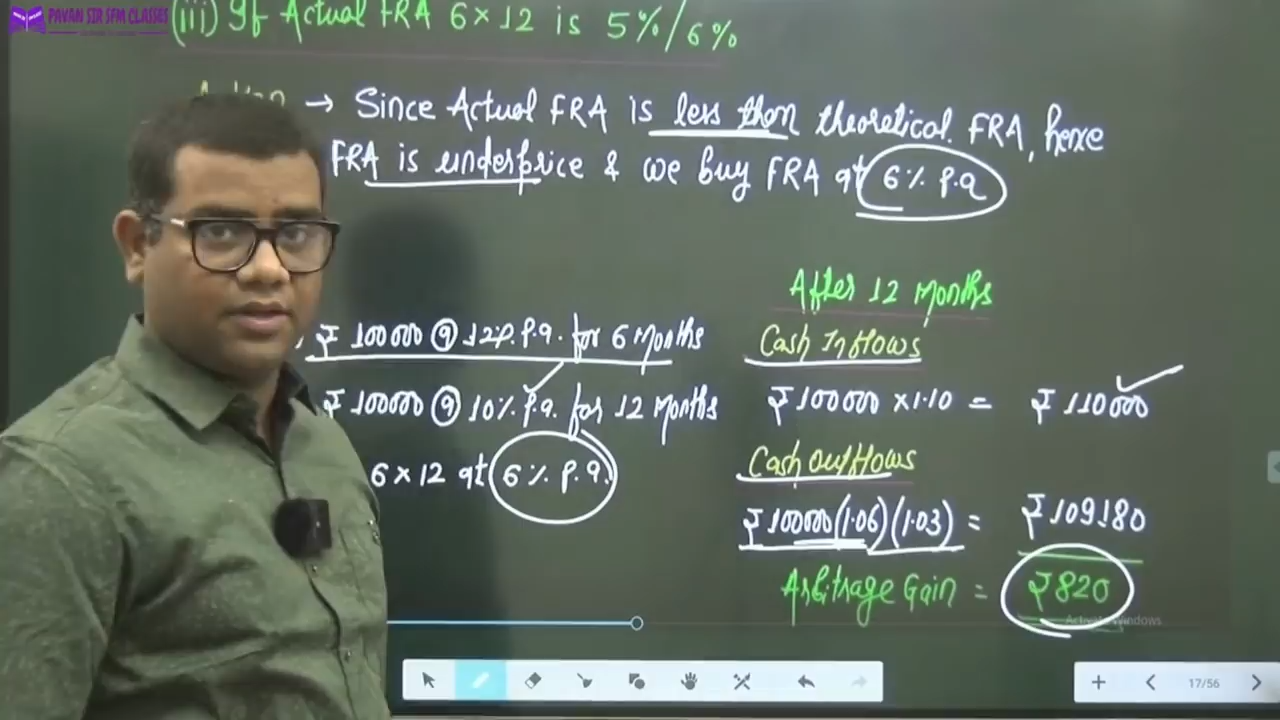 PAVAN SIR SFM CLASSES
(iii) If Actual FRA 6×12 is 5%/6%
→ Since Actual FRA is less than theoretical FRA, hence
FRA is underprice & we buy FRA at 6% p.a
After 12 Months
₹100000 @ 12% p.a. for 6 Months
Cash Inflows
₹100000 @ 10% p.a. for 12 Months
₹100000 × 1.10 = ₹110000
Cash outflows
6×12 at 6% p.a.
₹100000(1.06)(1.03) = ₹109180
Arbitrage Gain = ₹820
Activate Windows
17/56